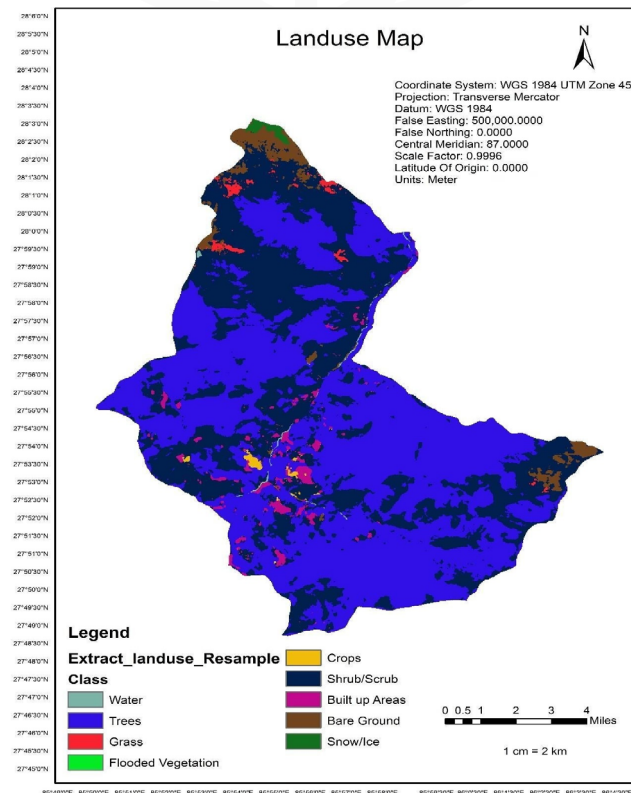 Landuse Map
N
Coordinate System: WGS 1984 UTM Zone 45
Projection: Transverse Mercator
Datum: WGS 1984
False Easting: 500,000.0000
False Northing: 0.0000
Central Meridian: 87.0000
Scale Factor: 0.9996
Latitude Of Origin: 0.0000
Units: Meter
28°6'0"N
28°5'30"N
28°5'0"N
28°4'30"N
28°4'0"N
28°3'30"N
28°3'0"N
28°2'30"N
28°2'0"N
28°1'30"N
28°1'0"N
28°0'30"N
28°0'0"N
27°59'30"N
27°59'0"N
27°58'30"N
27°58'0"N
27°57'30"N
27°57'0"N
27°56'30"N
27°56'0"N
27°55'30"N
27°55'0"N
27°54'30"N
27°54'0"N
27°53'30"N
27°53'0"N
27°52'30"N
27°52'0"N
27°51'30"N
27°51'0"N
27°50'30"N
27°50'0"N
27°49'30"N
27°49'0"N
27°48'30"N
27°48'0"N
27°47'30"N
27°47'0"N
27°46'30"N
27°46'0"N
27°45'30"N
27°45'0"N
Legend
Extract_landuse_Resample
Class
Water
Trees
Grass
Flooded Vegetation
Crops
Shrub/Scrub
Built up Areas
Bare Ground
Snow/Ice
0 0.5 1 2 3 4
Miles
1 cm = 2 km